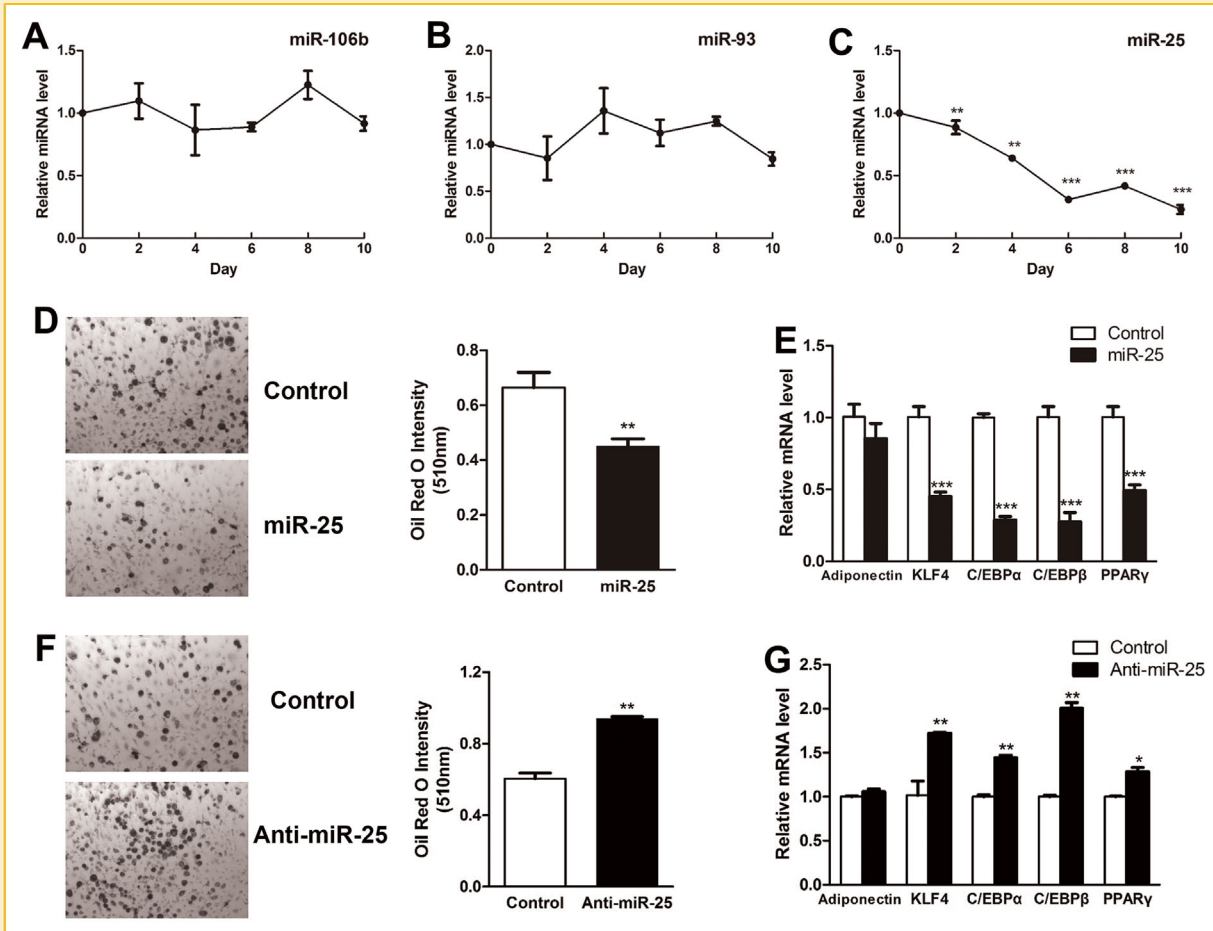 A
miR-106b
Relative miRNA level
1.5
1.0
0.5
0.0
0 2 4 6 8 10
Day
B
miR-93
Relative miRNA level
2.0
1.5
1.0
0.5
0.0
0 2 4 6 8 10
Day
C
miR-25
Relative miRNA level
1.5
1.0
0.5
0.0
** ** *** *** ***
0 2 4 6 8 10
Day
D
Control
miR-25
Oil Red O Intensity
(510nm)
0.8
0.6
0.4
0.2
0.0
**
Control miR-25
E
Control
miR-25
Relative mRNA level
1.5
1.0
0.5
0.0
*** *** *** ***
Adiponectin KLF4 C/EBPα C/EBPβ PPARγ
F
Control
Anti-miR-25
Oil Red O Intensity
(510nm)
1.2
0.9
0.6
0.4
0.0
**
Control Anti-miR-25
G
Control
Anti-miR-25
Relative mRNA level
2.5
2.0
1.5
1.0
0.5
0.0
** ** ** *
Adiponectin KLF4 C/EBPα C/EBPβ PPARγ